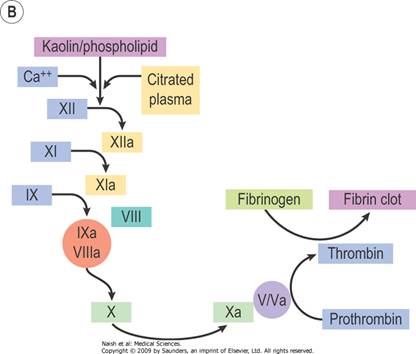 B
Kaolin/phospholipid
Ca++
Citrated
plasma
XII
XIIa
XI
XIa
IX
VIII
IXa
VIIIa
Fibrinogen
Fibrin clot
Thrombin
X
Xa
V/Va
Prothrombin
Naish et al: Medical Sciences.
Copyright © 2009 by Saunders, an imprint of Elsevier, Ltd. All rights reserved.